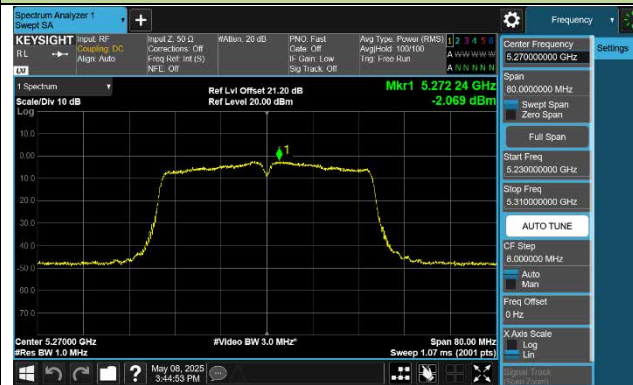 Spectrum Analyzer 1
Swept SA
+
Frequency
KEYSIGHT Input: RF Input Z: 50 Ω #Atten: 20 dB PNO: Fast Avg Type: Power (RMS) 1 2 3 4 5 6
RL Coupling: DC Corrections: Off Gate: Off Avg|Hold: 100/100 A W W W W W
Align: Auto Freq Ref: Int (S) IF Gain: Low Trig: Free Run
LXI NFE: Off Sig Track: Off A N N N N N
1 Spectrum
Scale/Div 10 dB
Ref Lvl Offset 21.20 dB
Ref Level 20.00 dBm
Mkr1 5.272 24 GHz
-2.069 dBm
Log
10.0
0.00
10.0
20.0
30.0
40.0
50.0
60.0
70.0
1
Center 5.27000 GHz #Video BW 3.0 MHz* Span 80.00 MHz
#Res BW 1.0 MHz Sweep 1.07 ms (2001 pts)
May 08, 2025
3:44:53 PM
Center Frequency
5.270000000 GHz
Settings
Span
80.0000000 MHz
Swept Span
Zero Span
Full Span
Start Freq
5.230000000 GHz
Stop Freq
5.310000000 GHz
AUTO TUNE
CF Step
8.000000 MHz
Auto
Man
Freq Offset
0 Hz
X Axis Scale
Log
Lin
Signal Track
(Span Zoom)